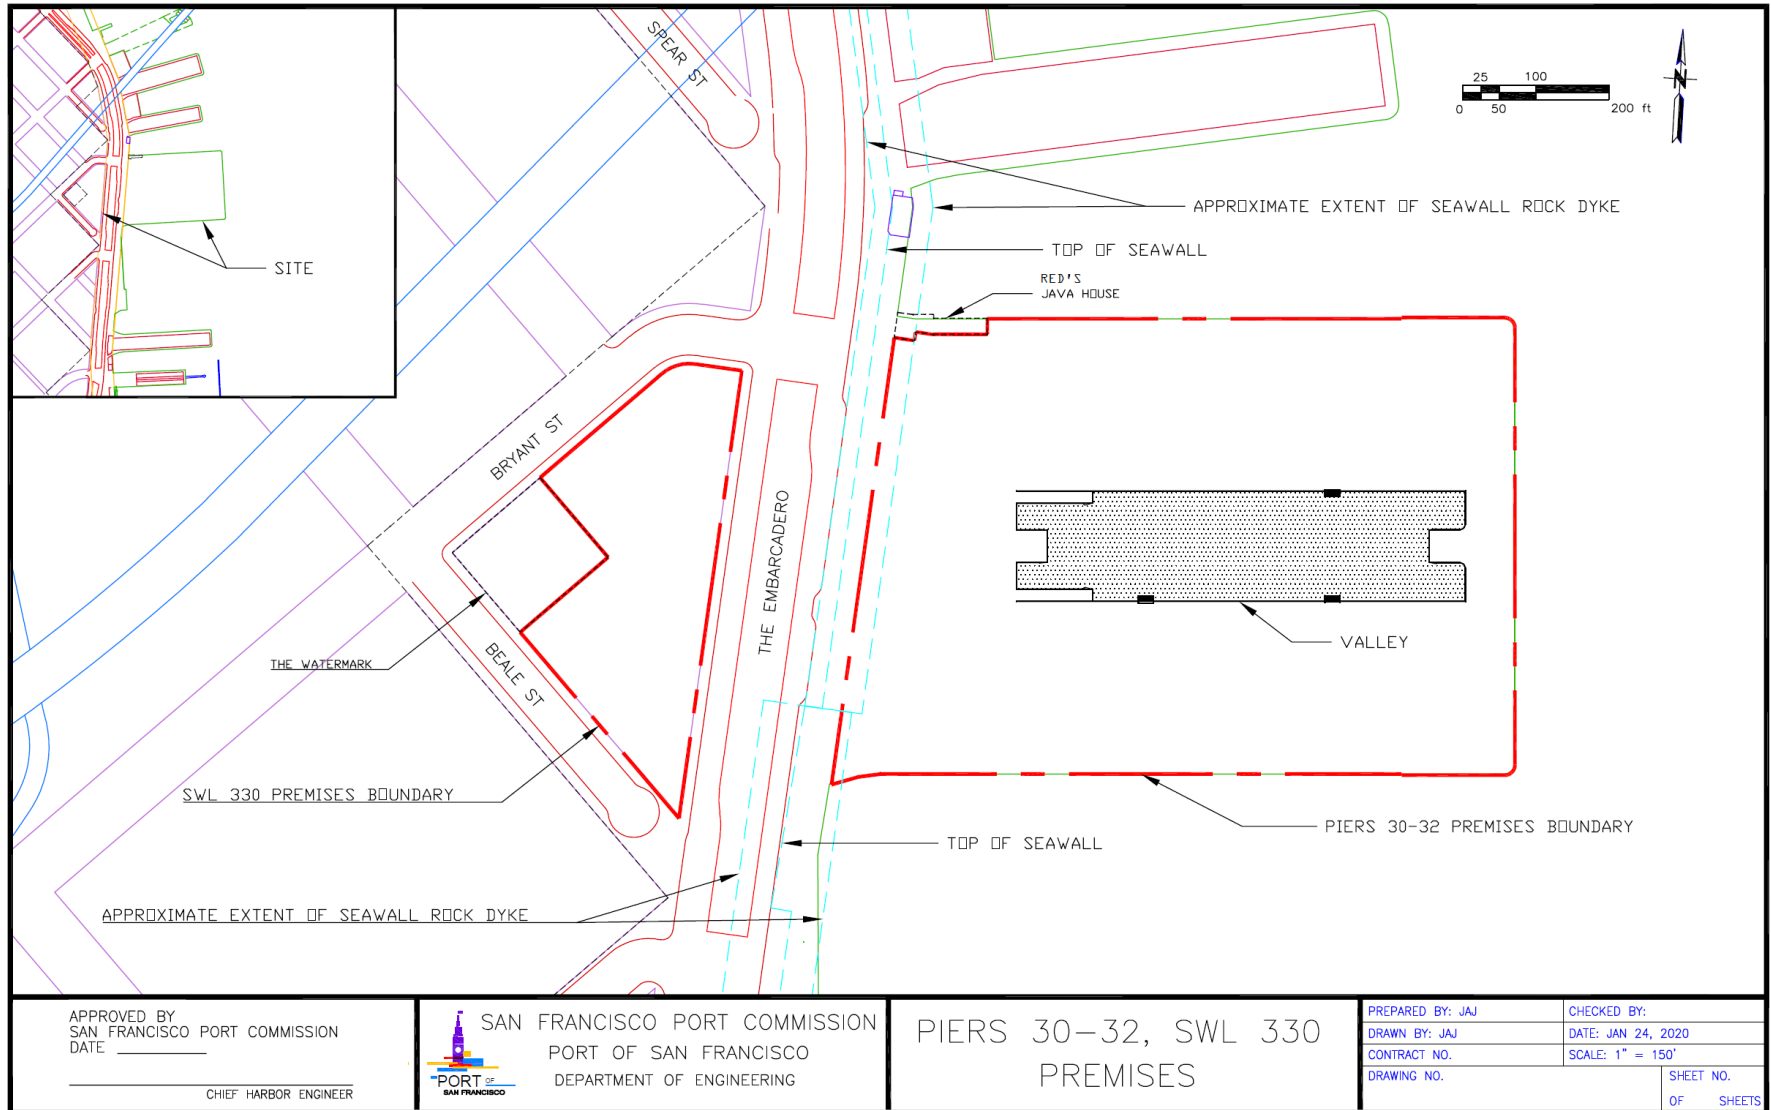 SPEAR ST
25 100
0 50 200 ft
N
APPROXIMATE EXTENT OF SEAWALL ROCK DYKE
TOP OF SEAWALL
RED'S
JAVA HOUSE
SITE
BRYANT ST
THE EMBARCADERO
VALLEY
THE WATERMARK
BEALE ST
SWL 330 PREMISES BOUNDARY
PIERS 30-32 PREMISES BOUNDARY
TOP OF SEAWALL
APPROXIMATE EXTENT OF SEAWALL ROCK DYKE
APPROVED BY
SAN FRANCISCO PORT COMMISSION
DATE
CHIEF HARBOR ENGINEER
PORT OF
SAN FRANCISCO
SAN FRANCISCO PORT COMMISSION
PORT OF SAN FRANCISCO
DEPARTMENT OF ENGINEERING
PIERS 30-32, SWL 330
PREMISES
PREPARED BY: JAJ
CHECKED BY:
DRAWN BY: JAJ
DATE: JAN 24, 2020
CONTRACT NO.
SCALE: 1" = 150'
DRAWING NO.
SHEET NO.
OF SHEETS